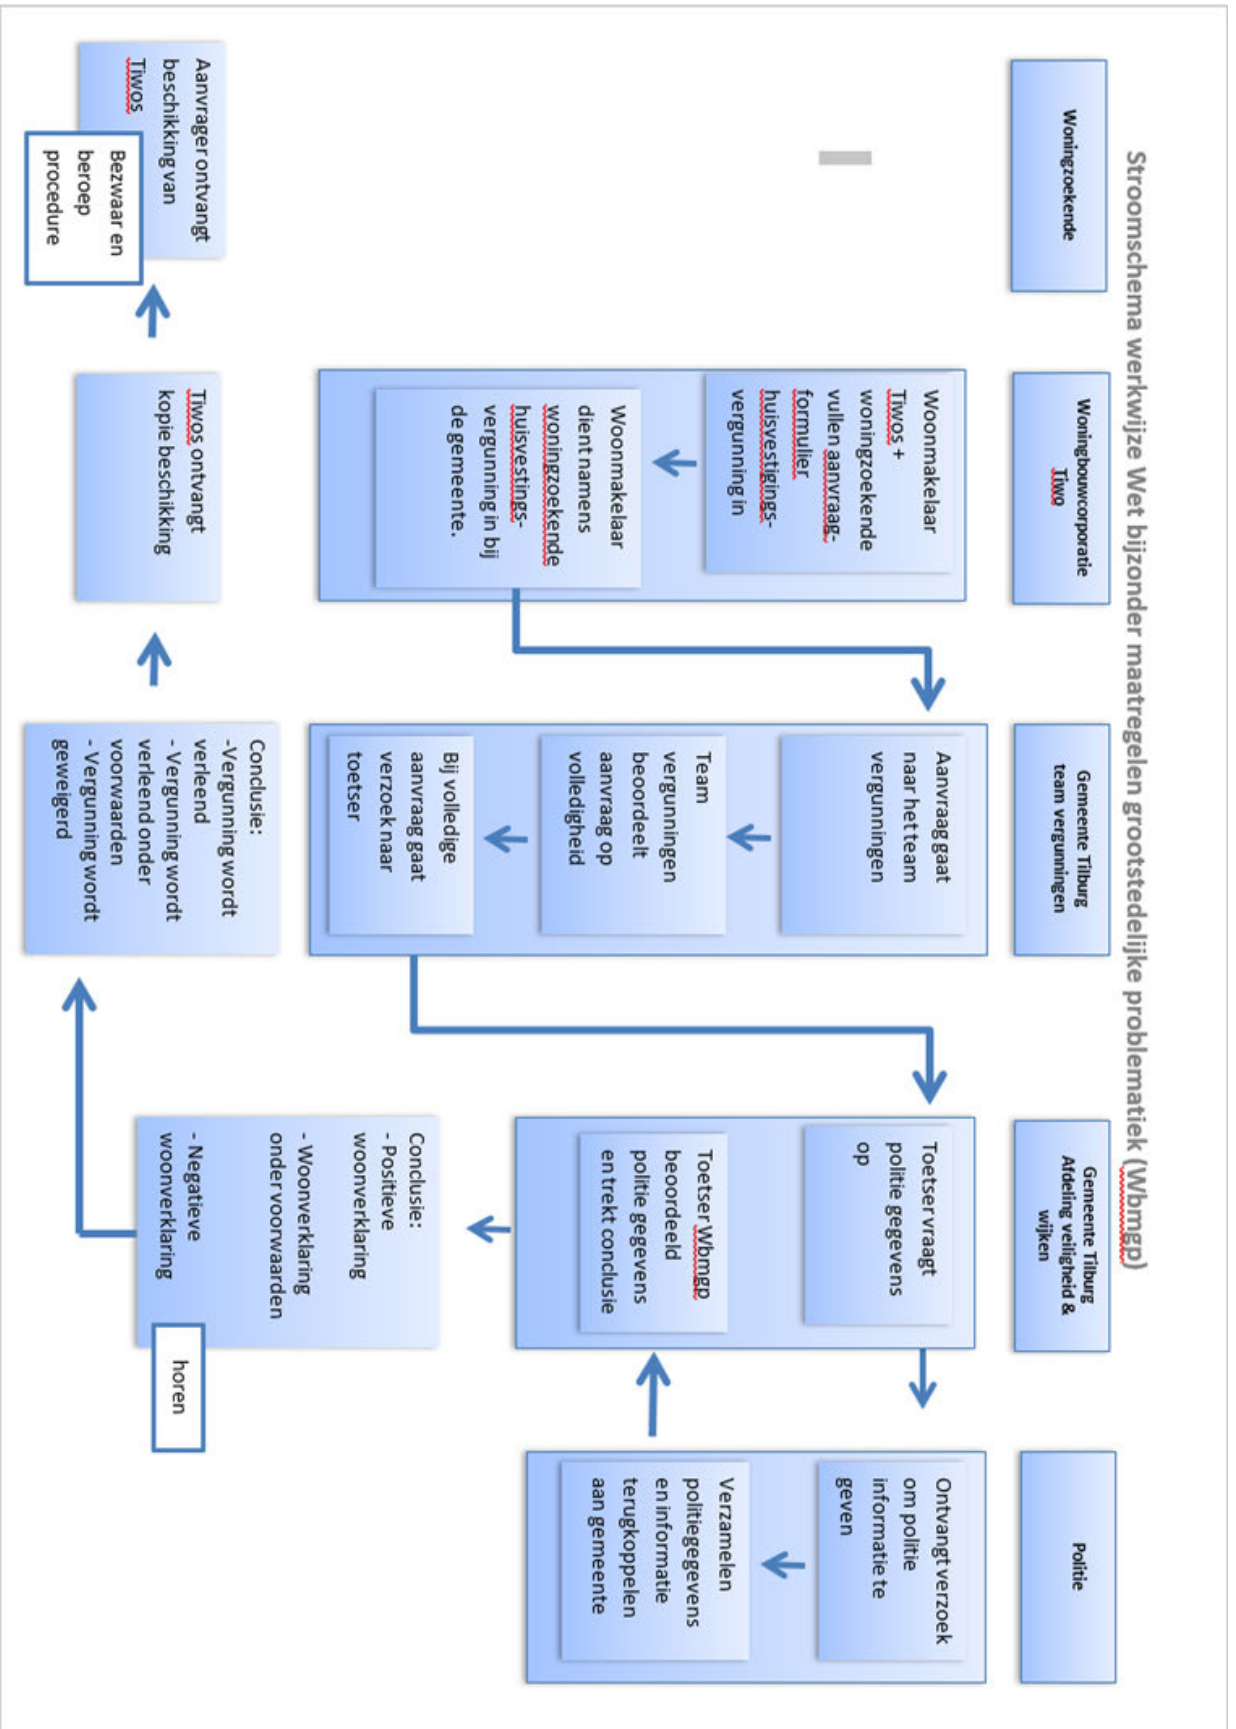 Stroomschema werkwijze Wet bijzonder maatregelen grootstedelijke problematiek (Wbmgp)
Woningzoekende
Woningbouwcorporatie
Tiwo
Gemeente Tilburg
team vergunningen
Gemeente Tilburg
Afdeling veiligheid &
wijken
Politie
Woonmakelaar
Tiwos +
woningzoekende
vullen aanvraag-
formulier
huisvestigings-
vergunning in
Woonmakelaar
dient namens
woningzoekende
huisvestings-
vergunning in bij
de gemeente.
Aanvraag gaat
naar het team
vergunningen
Team
vergunningen
beoordeelt
aanvraag op
volledigheid
Bij volledige
aanvraag gaat
verzoek naar
toetser
Toetser vraagt
politie gegevens
op
Toetser Wbmgp
beoordeeld
politie gegevens
en trekt conclusie
Ontvangt verzoek
om politie
informatie te
geven
Verzamelen
politiegegevens
en informatie
terugkoppelen
aan gemeente
Conclusie:
- Positieve
woonverklaring
- Woonverklaring
onder voorwaarden
- Negatieve
woonverklaring
horen
Conclusie:
-Vergunning wordt
verleend
- Vergunning wordt
verleend onder
voorwaarden
- Vergunning wordt
geweigerd
Tiwos ontvangt
kopie beschikking
Aanvrager ontvangt
beschikking van
Tiwos
Bezwaar en
beroep
procedure